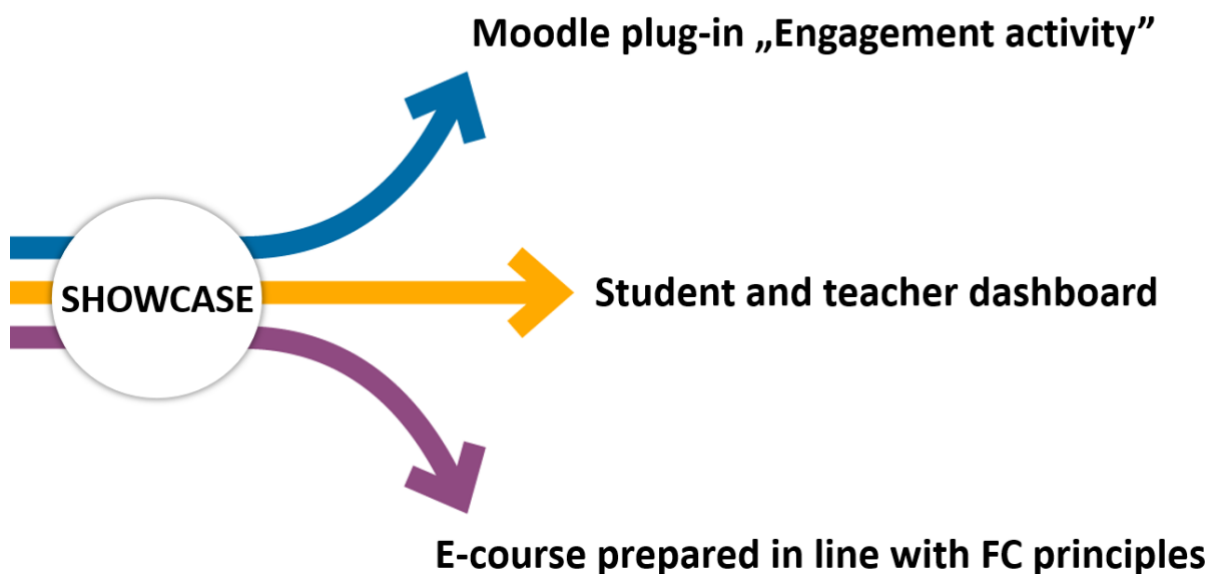 Moodle plug-in „Engagement activity”
SHOWCASE
Student and teacher dashboard
E-course prepared in line with FC principles